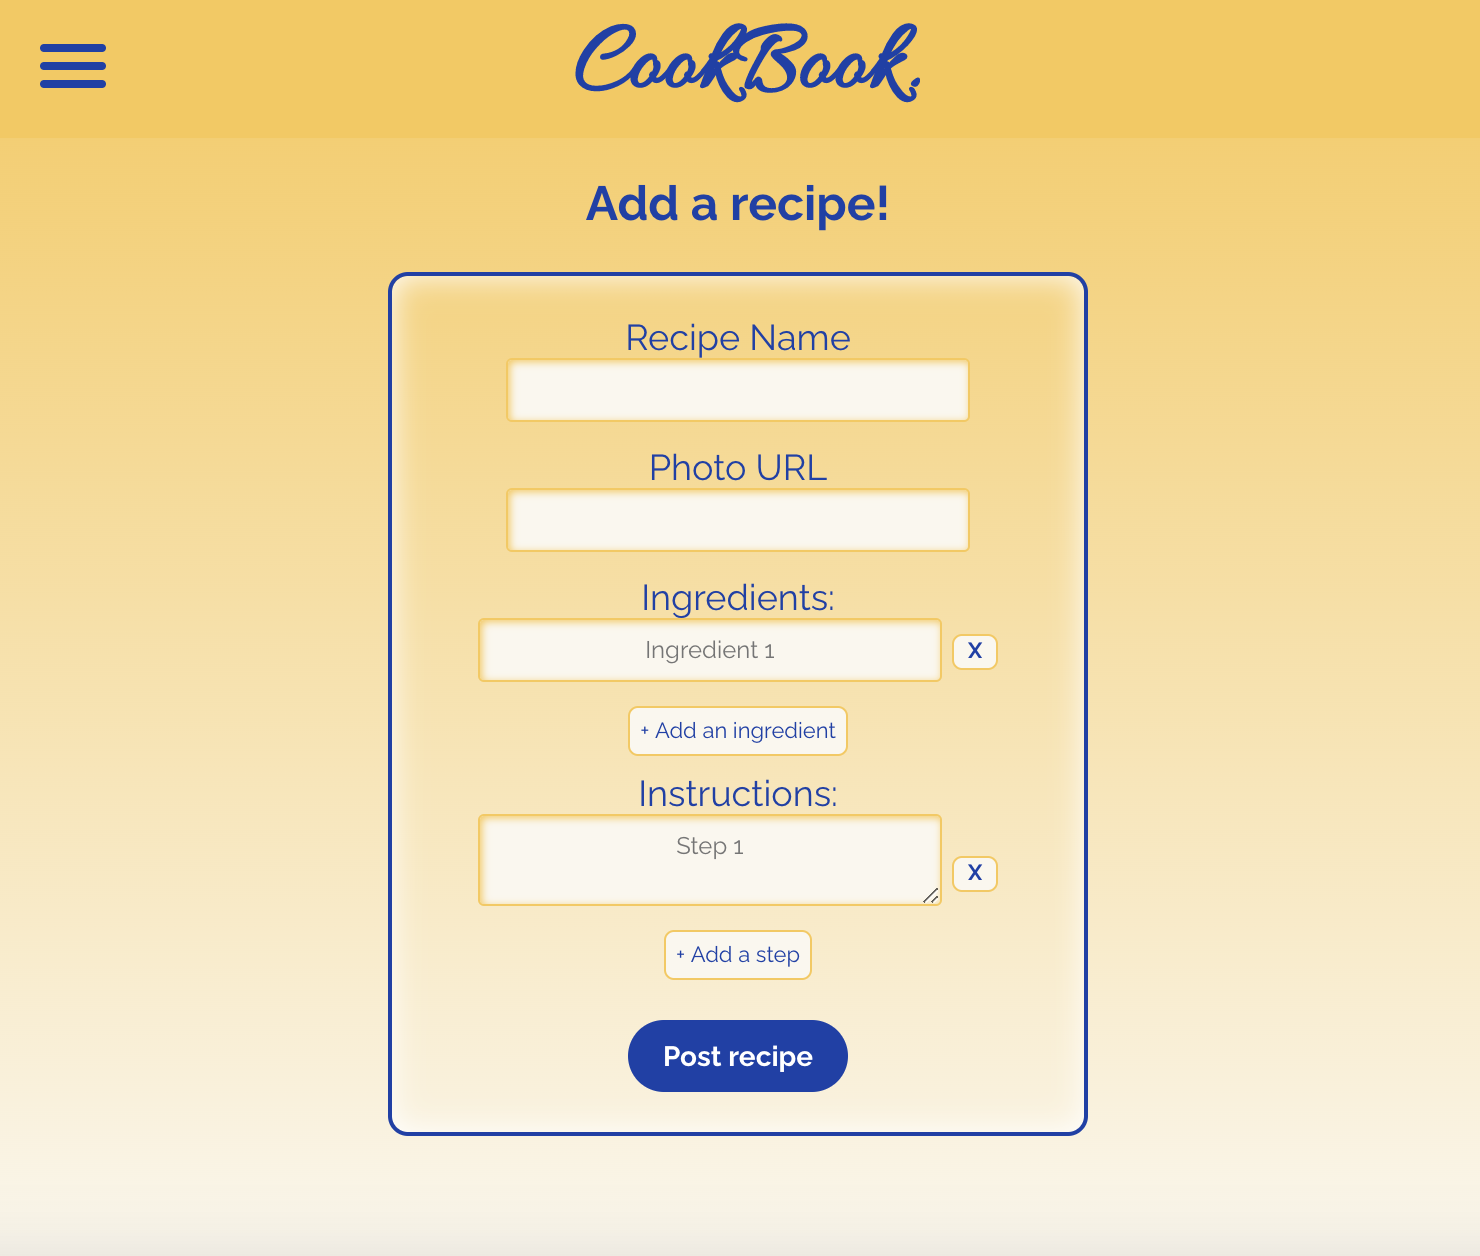 CookBook.
Add a recipe!
Recipe Name
Photo URL
Ingredients:
Ingredient 1
X
+ Add an ingredient
Instructions:
Step 1
X
+ Add a step
Post recipe